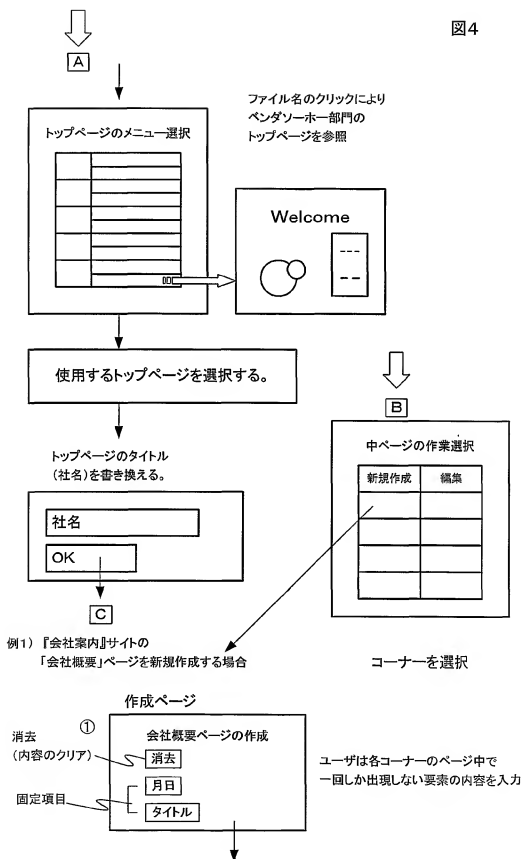 図4
A
トップページのメニュー選択
ファイル名のクリックにより
ベンダソーホー部門の
トップページを参照
Welcome
使用するトップページを選択する。
トップページのタイトル
(社名)を書き換える。
社名
OK
C
B
中ページの作業選択
新規作成 編集
コーナーを選択
例1) 『会社案内』サイトの
「会社概要」ページを新規作成する場合
作成ページ
①
会社概要ページの作成
消去
(内容のクリア)
消去
月日
固定項目
タイトル
ユーザは各コーナーのページ中で
一回しか出現しない要素の内容を入力